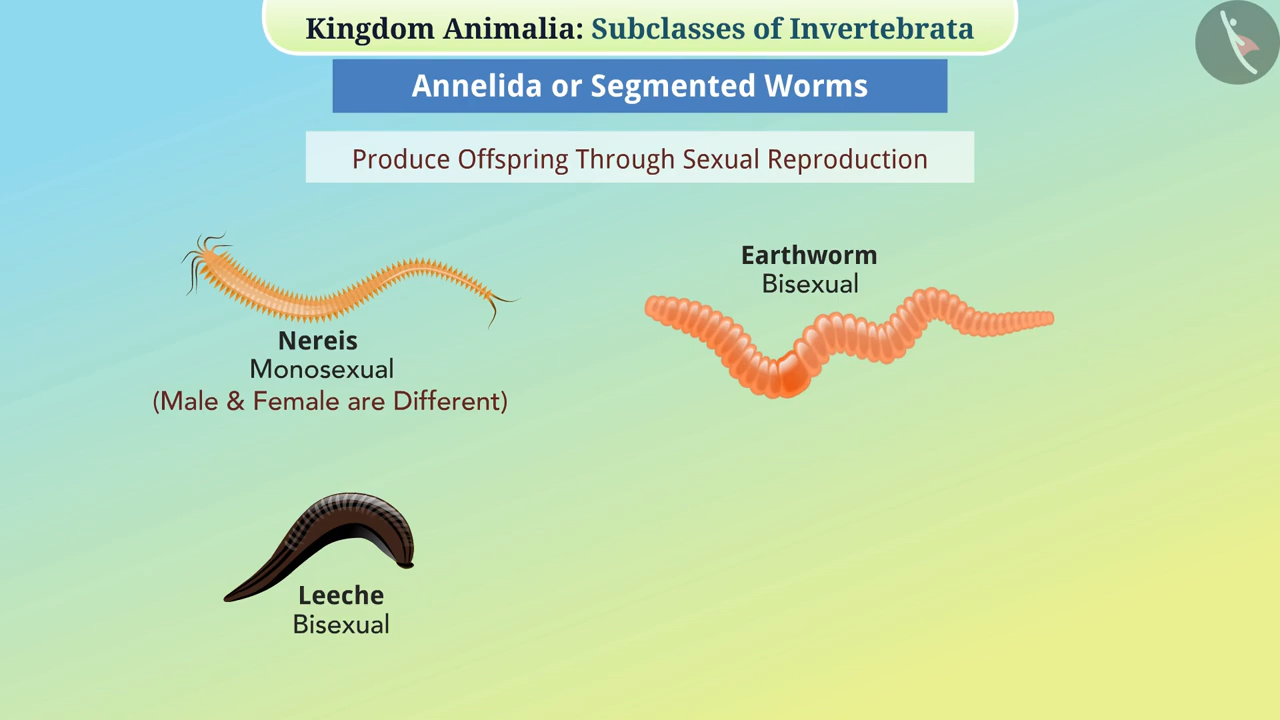 Kingdom Animalia: Subclasses of Invertebrata
Annelida or Segmented Worms
Produce Offspring Through Sexual Reproduction
Nereis
Monosexual
(Male & Female are Different)
Earthworm
Bisexual
Leeche
Bisexual